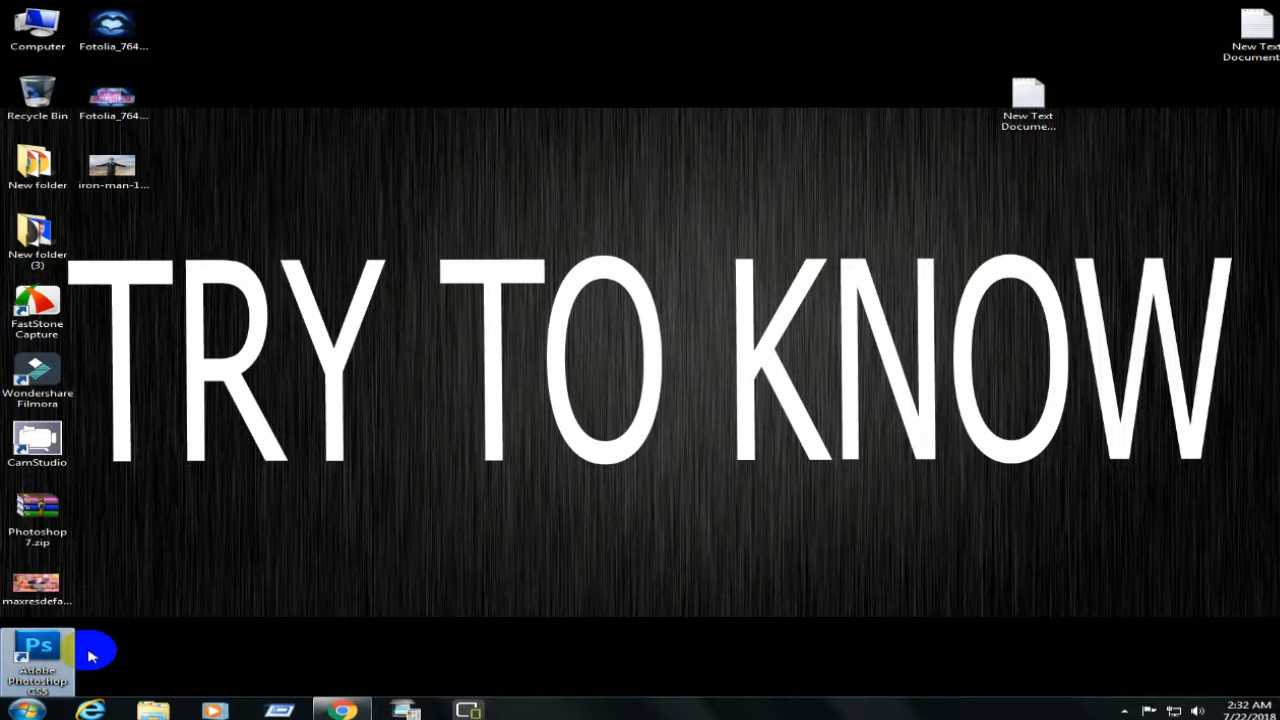 Computer
Fotolia_764...
Recycle Bin
Fotolia_764...
New folder
iron-man-1...
New folder
(3)
FastStone
Capture
Wondershare
Filmora
CamStudio
Photoshop
7.zip
maxresdefa...
Ps
Adobe
Photoshop
CS5
New Text
Docume...
New Text
Document
TRY TO KNOW
2:32 AM
7/22/2018